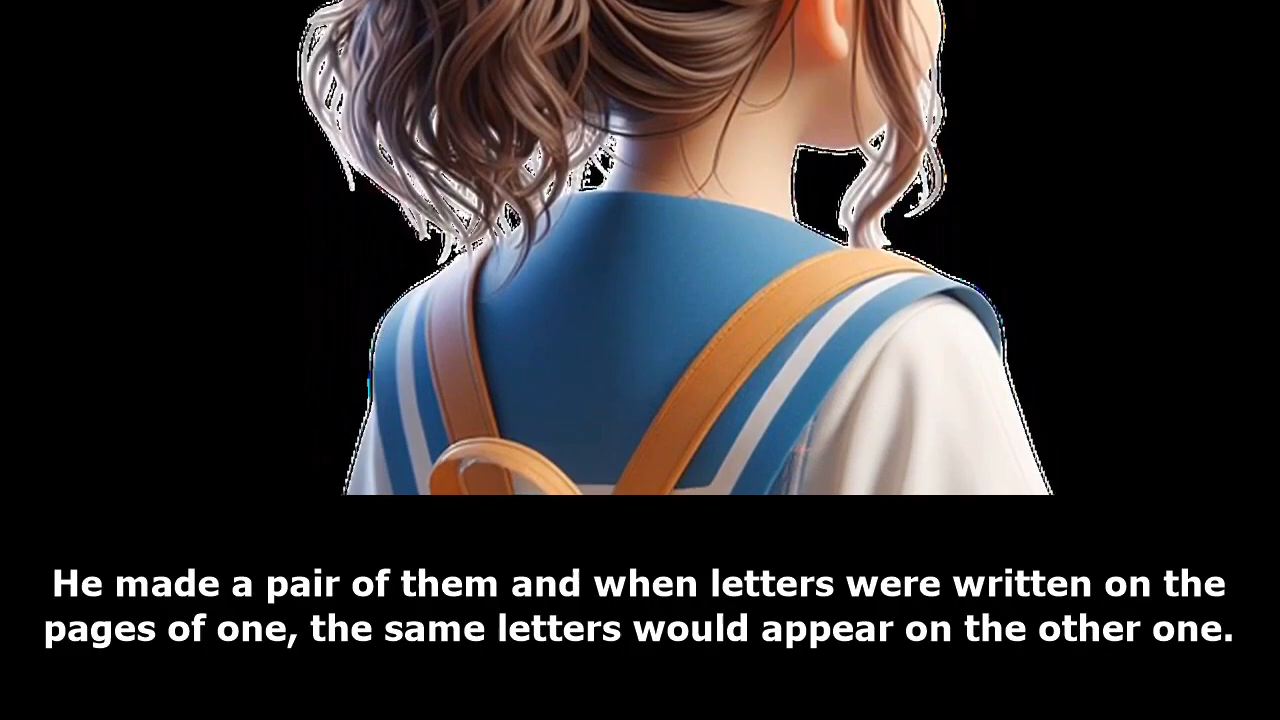 He made a pair of them and when letters were written on the
pages of one, the same letters would appear on the other one.